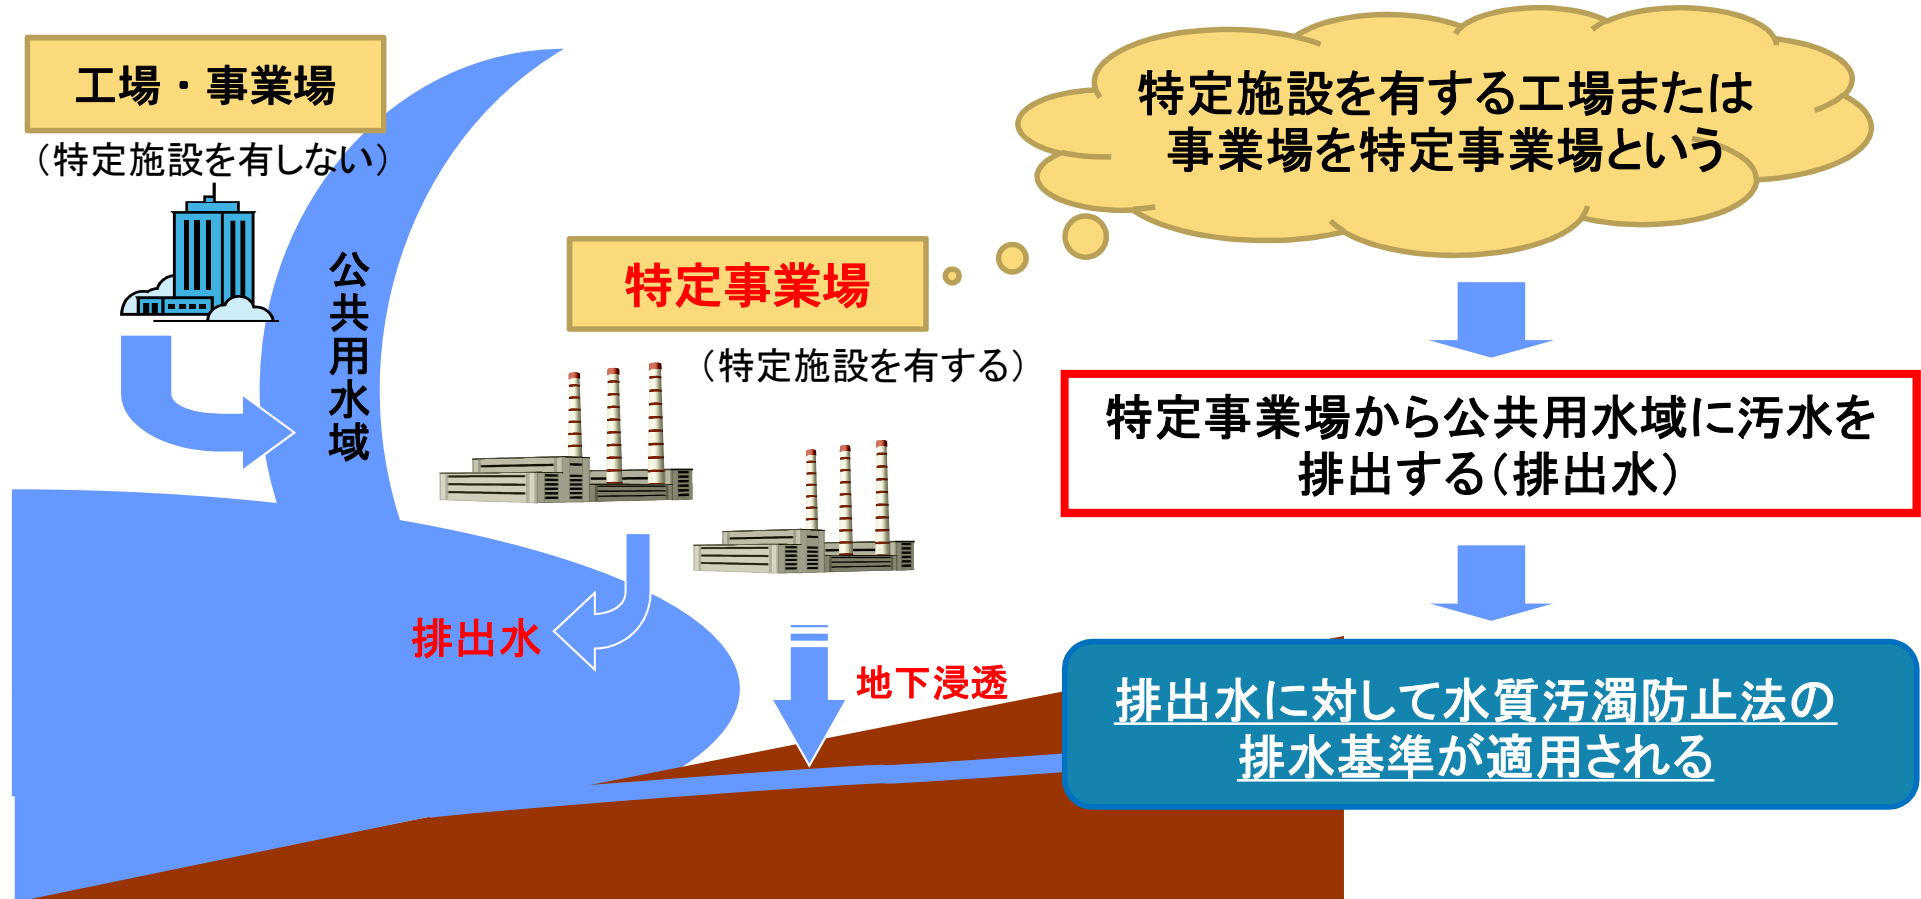 工場・事業場
（特定施設を有しない）
公共用水域
特定事業場
（特定施設を有する）
排出水
地下浸透
特定施設を有する工場または
事業場を特定事業場という
特定事業場から公共用水域に汚水を
排出する（排出水）
排出水に対して水質汚濁防止法の
排水基準が適用される